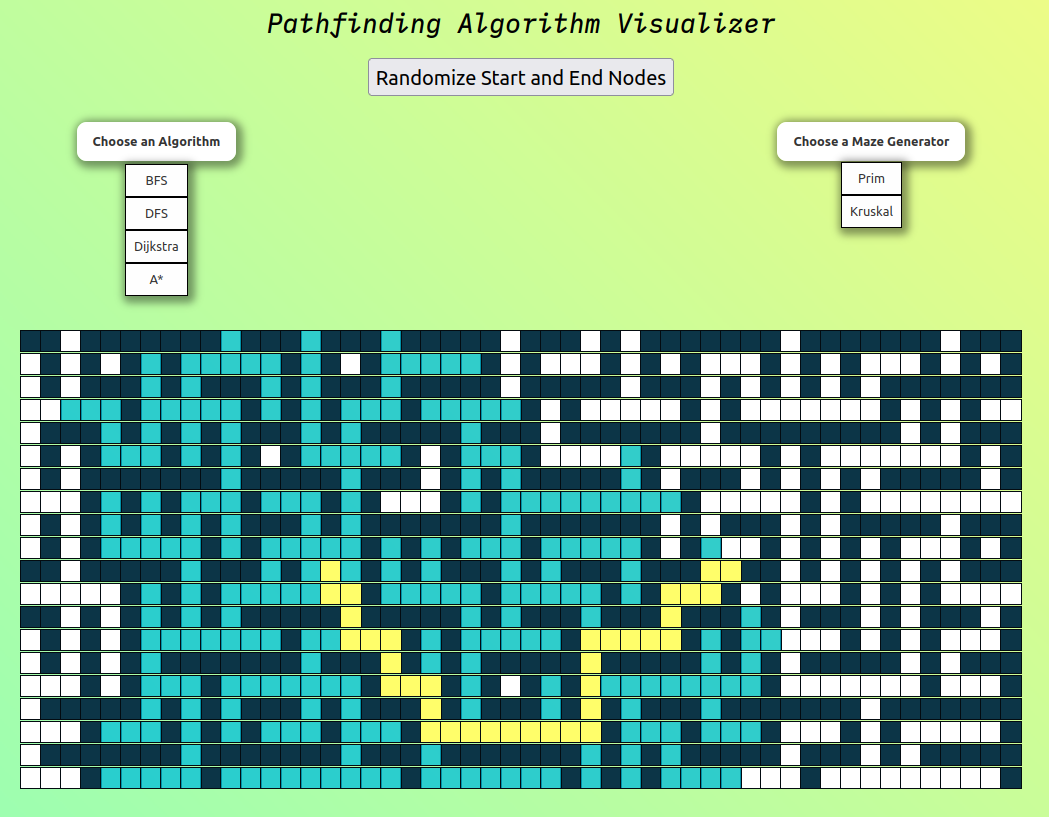 Pathfinding Algorithm Visualizer
Randomize Start and End Nodes
Choose an Algorithm
BFS
DFS
Dijkstra
A*
Choose a Maze Generator
Prim
Kruskal